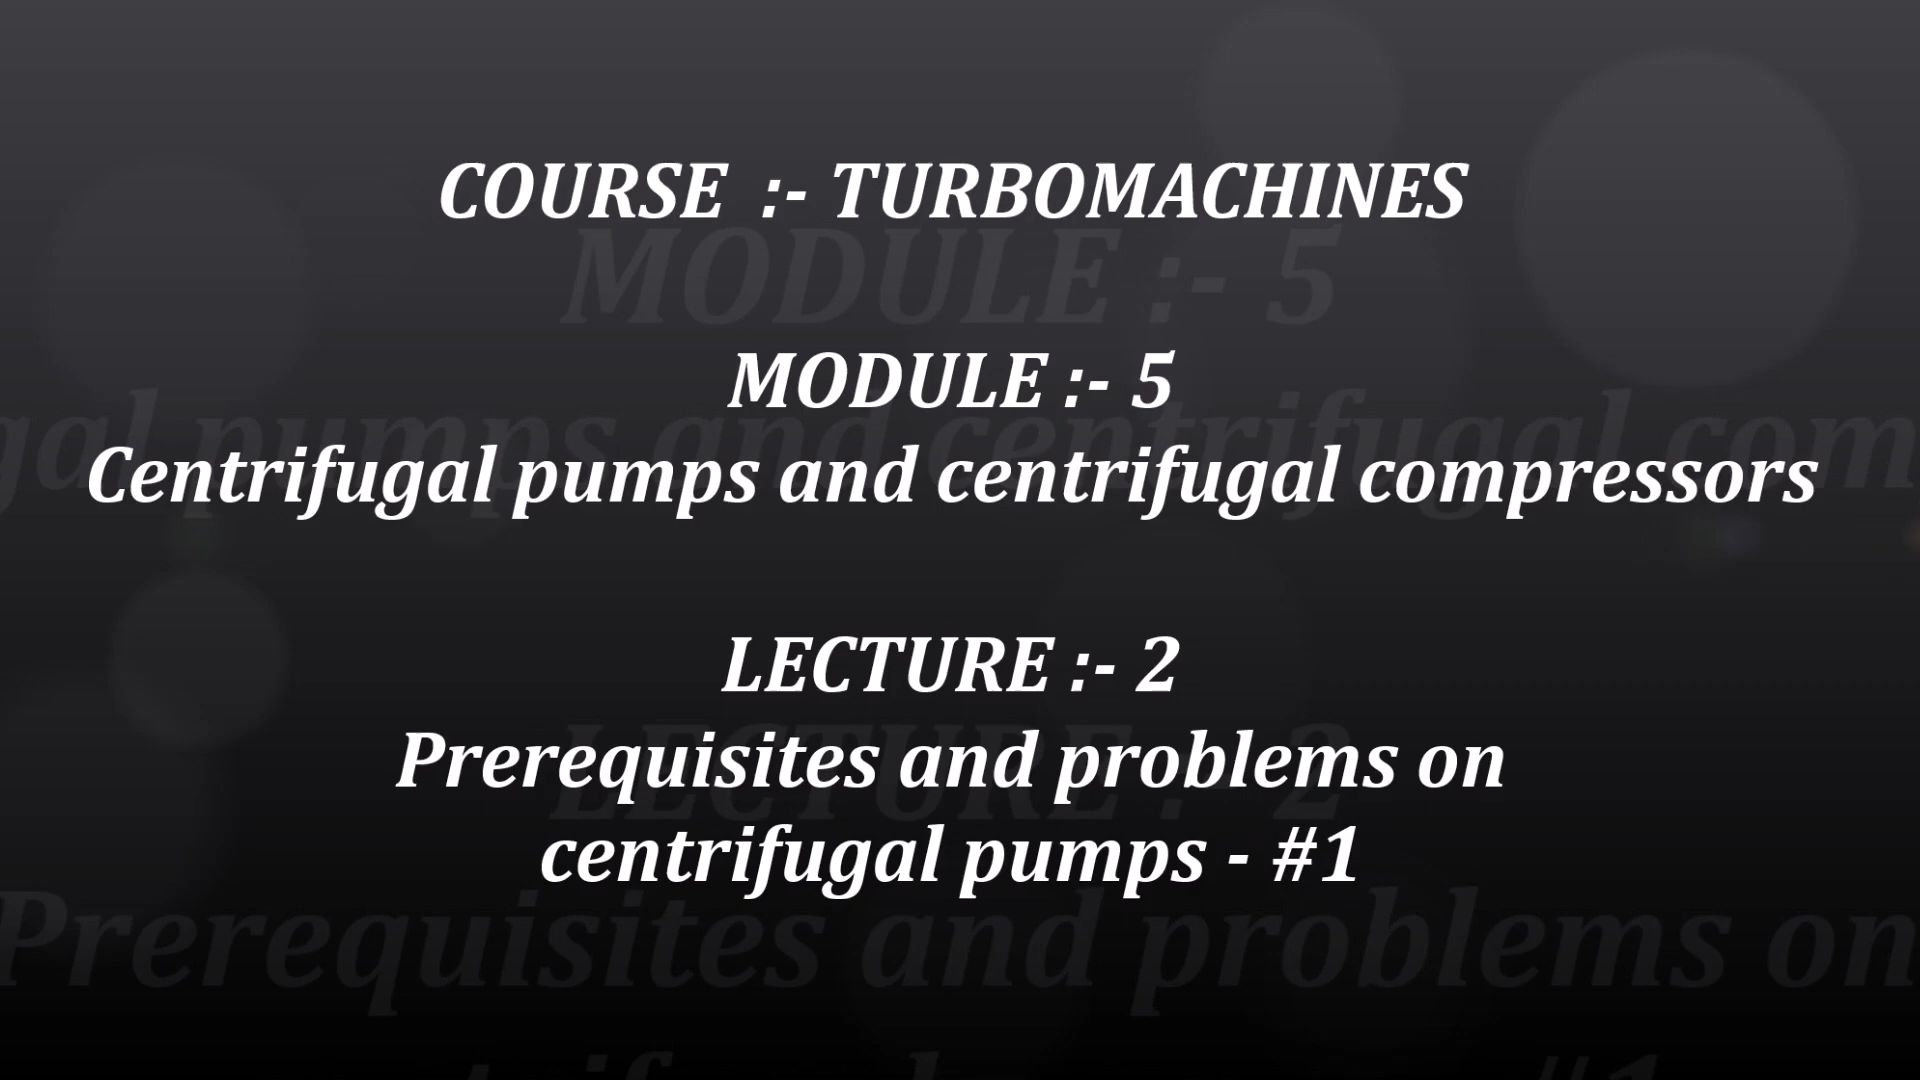 COURSE :- TURBOMACHINES
MODULE :- 5
Centrifugal pumps and centrifugal compressors
LECTURE :- 2
Prerequisites and problems on
centrifugal pumps - #1